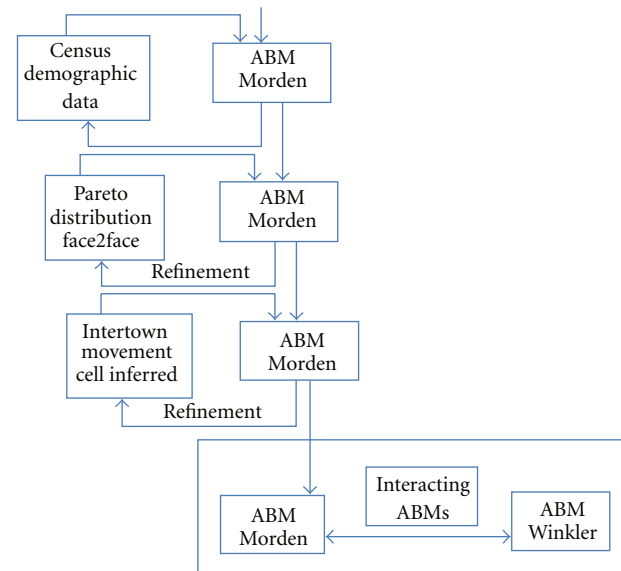 Census
demographic
data
ABM
Morden
Pareto
distribution
face2face
ABM
Morden
Refinement
Intertown
movement
cell inferred
ABM
Morden
Refinement
Interacting
ABMs
ABM
Morden
ABM
Winkler